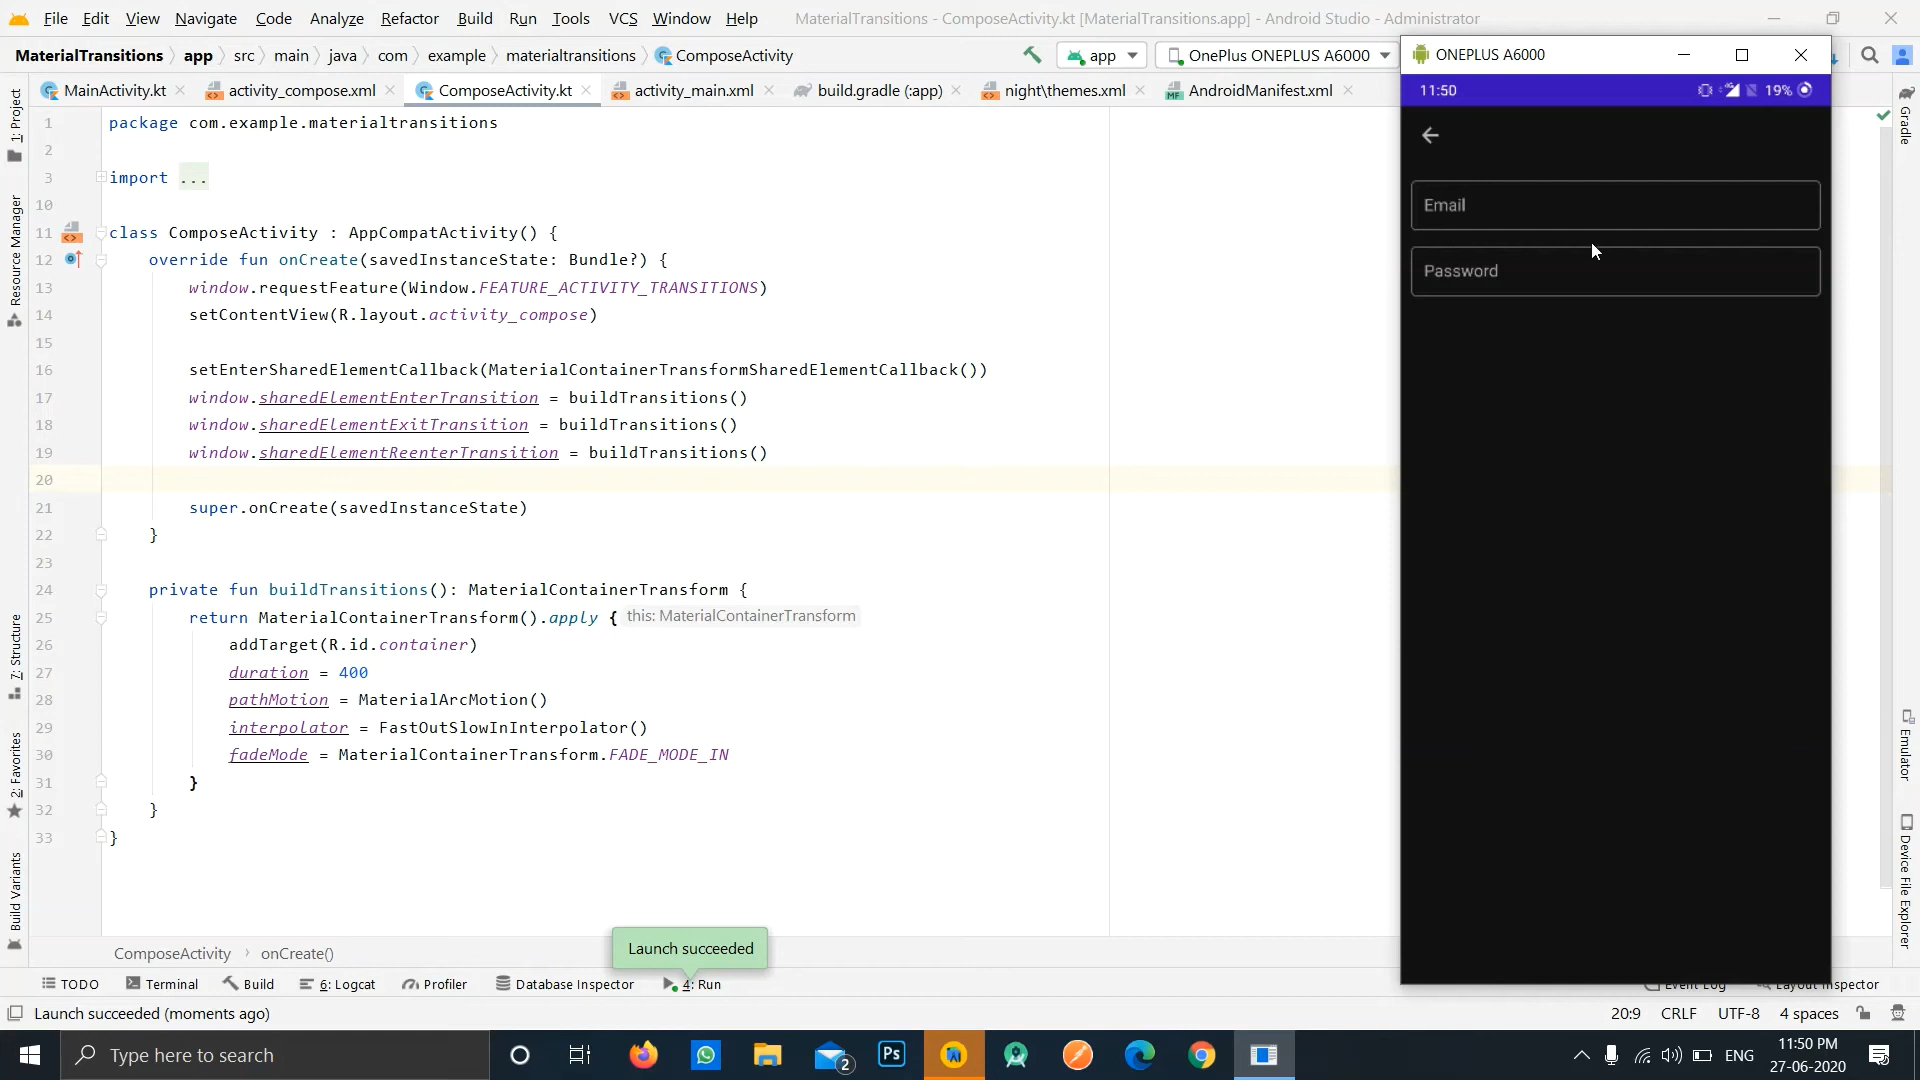 File Edit View Navigate Code Analyze Refactor Build Run Tools VCS Window Help MaterialTransitions - ComposeActivity.kt [MaterialTransitions.app] - Android Studio - Administrator
MaterialTransitions app src main java com example materialtransitions ComposeActivity app OnePlus ONEPLUS A6000
MainActivity.kt activity_compose.xml ComposeActivity.kt activity_main.xml build.gradle (:app) night\themes.xml AndroidManifest.xml
1 package com.example.materialtransitions
2
3 import ...
10
11 class ComposeActivity : AppCompatActivity() {
12 override fun onCreate(savedInstanceState: Bundle?) {
13 window.requestFeature(Window.FEATURE_ACTIVITY_TRANSITIONS)
14 setContentView(R.layout.activity_compose)
15
16 setEnterSharedElementCallback(MaterialContainerTransformSharedElementCallback())
17 window.sharedElementEnterTransition = buildTransitions()
18 window.sharedElementExitTransition = buildTransitions()
19 window.sharedElementReenterTransition = buildTransitions()
20
21 super.onCreate(savedInstanceState)
22 }
23
24 private fun buildTransitions(): MaterialContainerTransform {
25 return MaterialContainerTransform().apply { this: MaterialContainerTransform
26 addTarget(R.id.container)
27 duration = 400
28 pathMotion = MaterialArcMotion()
29 interpolator = FastOutSlowInInterpolator()
30 fadeMode = MaterialContainerTransform.FADE_MODE_IN
31 }
32 }
33 }
1: Project
Resource Manager
7: Structure
2: Favorites
Build Variants
ONEPLUS A6000
11:50 19%
Email
Password
Gradle
Emulator
Device File Explorer
ComposeActivity onCreate()
Launch succeeded
TODO Terminal Build 6: Logcat Profiler Database Inspector 4: Run Event Log Layout Inspector
Launch succeeded (moments ago) 20:9 CRLF UTF-8 4 spaces
Type here to search 2 Ps ENG 11:50 PM
27-06-2020